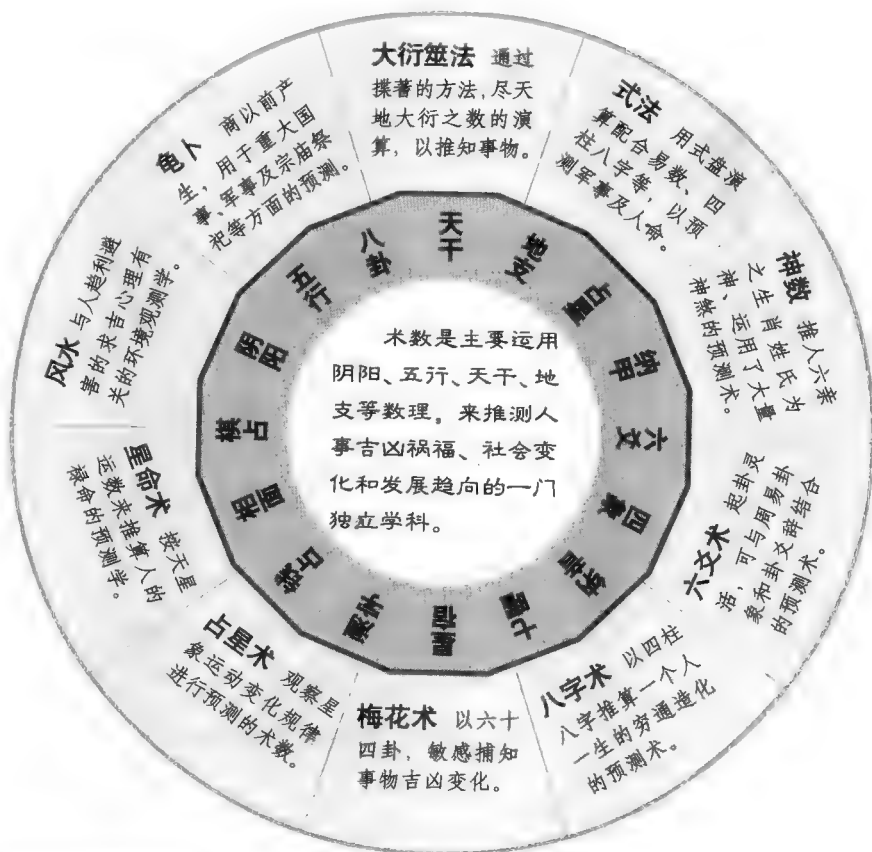 大衍筮法 通过
揲蓍的方法,尽天
地大衍之数的演
算,以推知事物。
式法 用式盘演
算配合易数、四
柱八字等,以预
测军事及人命。
神数 推人六亲
之生肖姓氏为
神、运用了大量
神煞的预测术。
六爻术 起卦灵
活,可与周易卦
象和卦爻辞结合
的预测术。
八字术 以四柱
八字推算一个人
一生的穷通造化
的预测术。
梅花术 以六十
四卦,敏感捕知
事物吉凶变化。
占星术 观察星
象运动变化规律
进行预测的术数。
星命术 按天星
运数来推算人的
禄命的预测学。
风水 与人趋利避
害的求吉心理有
关的环境观测学。
龟卜 商以前产
生,用于重大国
事、军事及宗庙祭
祀等方面的预测。
天干
地支
占星
纳甲
六爻
四象
纳音
七曜
星宿
占
相面
棋占
阴阳
五行
八卦
术数是主要运用
阴阳、五行、天干、地
支等数理。来推测人
事吉凶祸福、社会变
化和发展趋向的一门
独立学科。